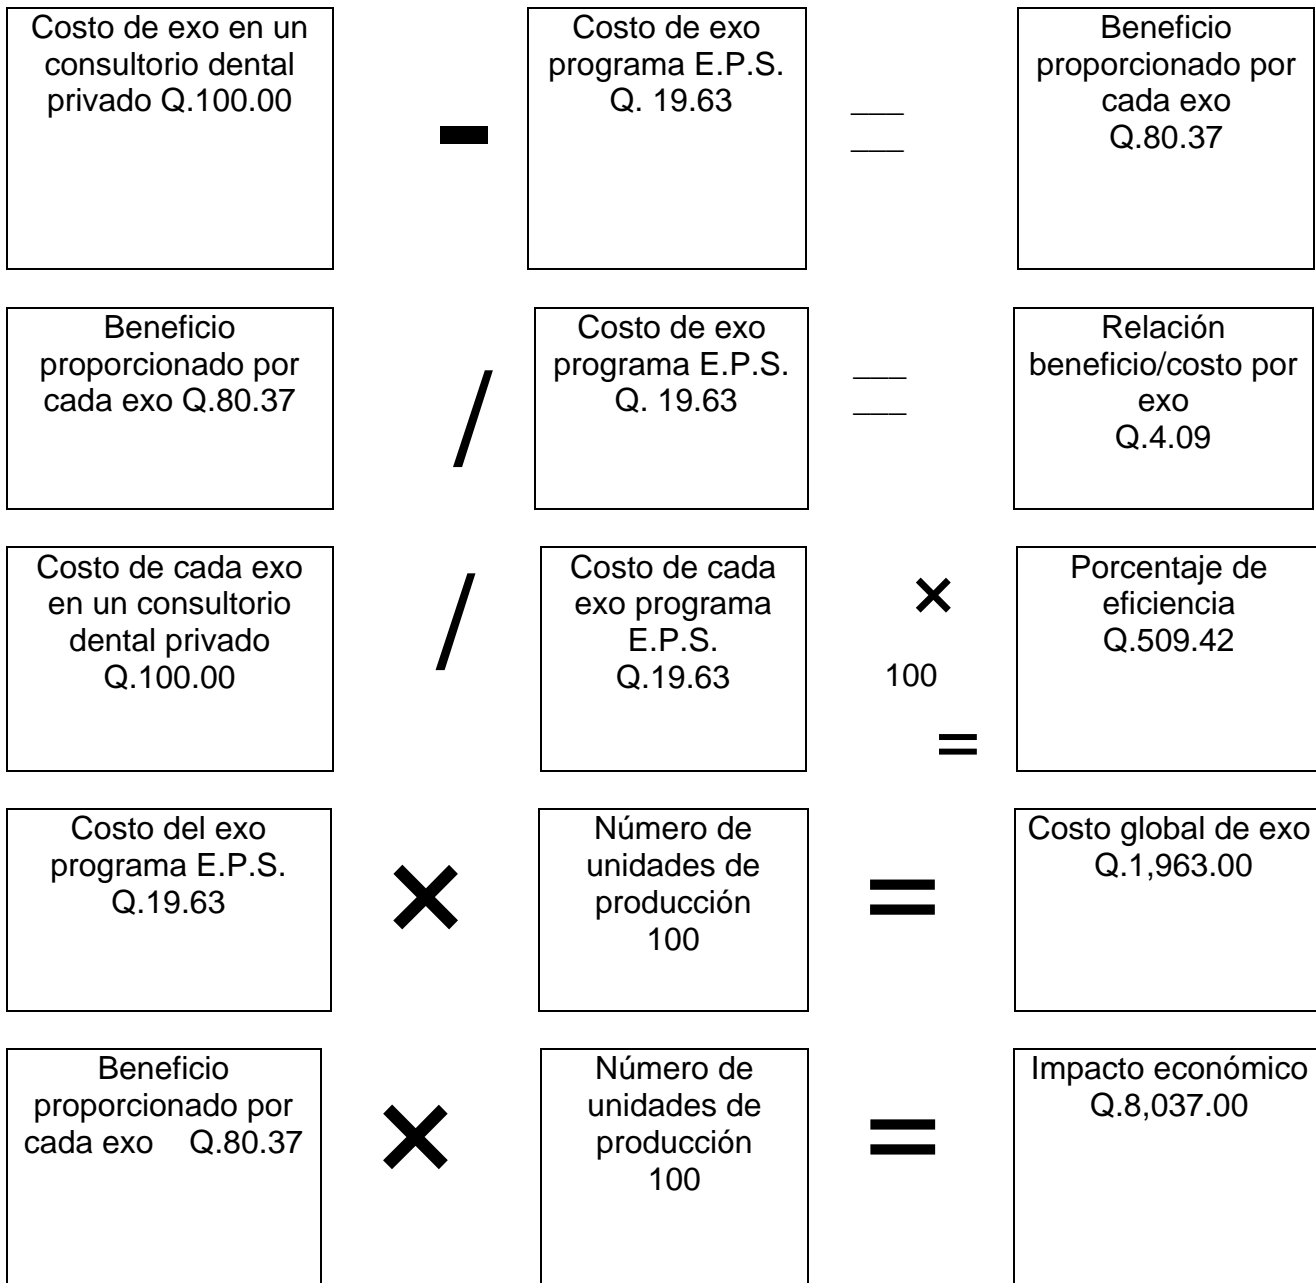 Costo de exo en un
consultorio dental
privado Q.100.00
-
Costo de exo
programa E.P.S.
Q. 19.63
=
Beneficio
proporcionado por
cada exo
Q.80.37
Beneficio
proporcionado por
cada exo Q.80.37
/
Costo de exo
programa E.P.S.
Q. 19.63
=
Relación
beneficio/costo por
exo
Q.4.09
Costo de cada exo
en un consultorio
dental privado
Q.100.00
/
Costo de cada
exo programa
E.P.S.
Q.19.63
×
100
=
Porcentaje de
eficiencia
Q.509.42
Costo del exo
programa E.P.S.
Q.19.63
×
Número de
unidades de
producción
100
=
Costo global de exo
Q.1,963.00
Beneficio
proporcionado por
cada exo Q.80.37
×
Número de
unidades de
producción
100
=
Impacto económico
Q.8,037.00